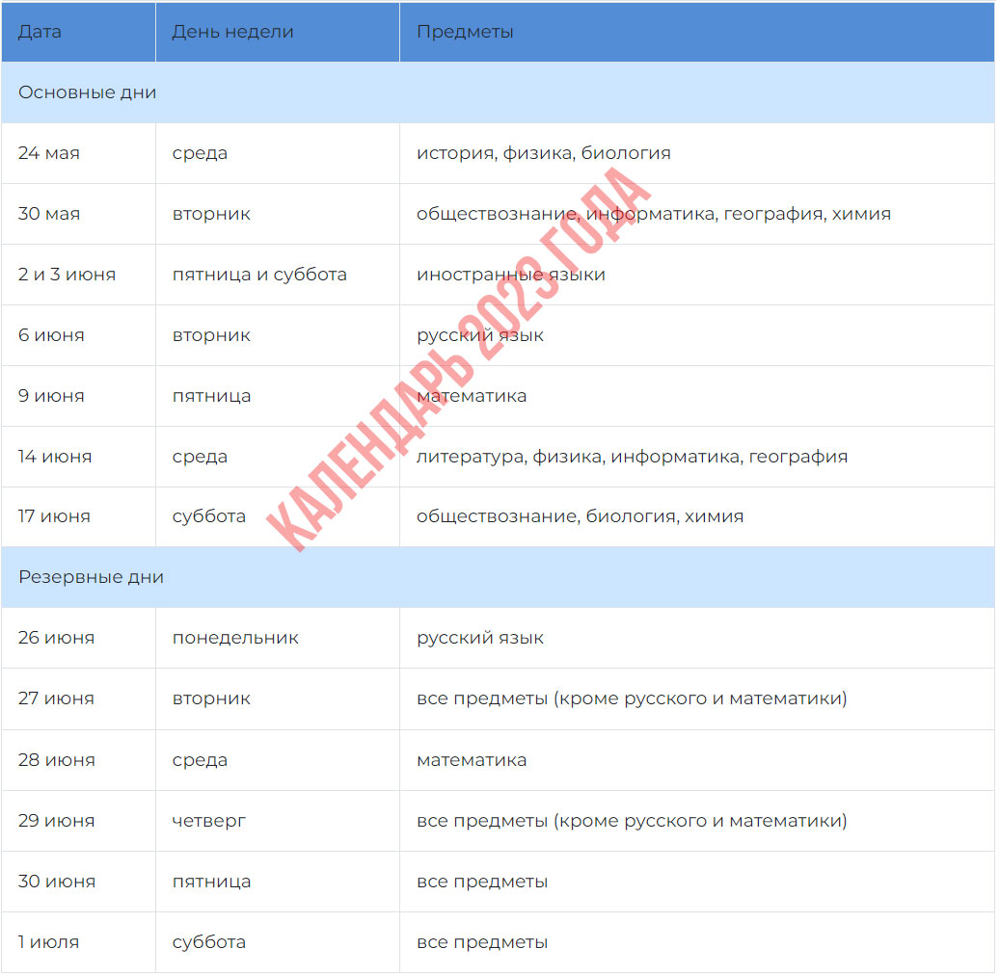 Дата День недели Предметы
Основные дни
24 мая среда история, физика, биология
30 мая вторник обществознание, информатика, география, химия
2 и 3 июня пятница и суббота иностранные языки
6 июня вторник русский язык
9 июня пятница математика
14 июня среда литература, физика, информатика, география
17 июня суббота обществознание, биология, химия
Резервные дни
26 июня понедельник русский язык
27 июня вторник все предметы (кроме русского и математики)
28 июня среда математика
29 июня четверг все предметы (кроме русского и математики)
30 июня пятница все предметы
1 июля суббота все предметы
КАЛЕНДАРЬ 2023 ГОДА